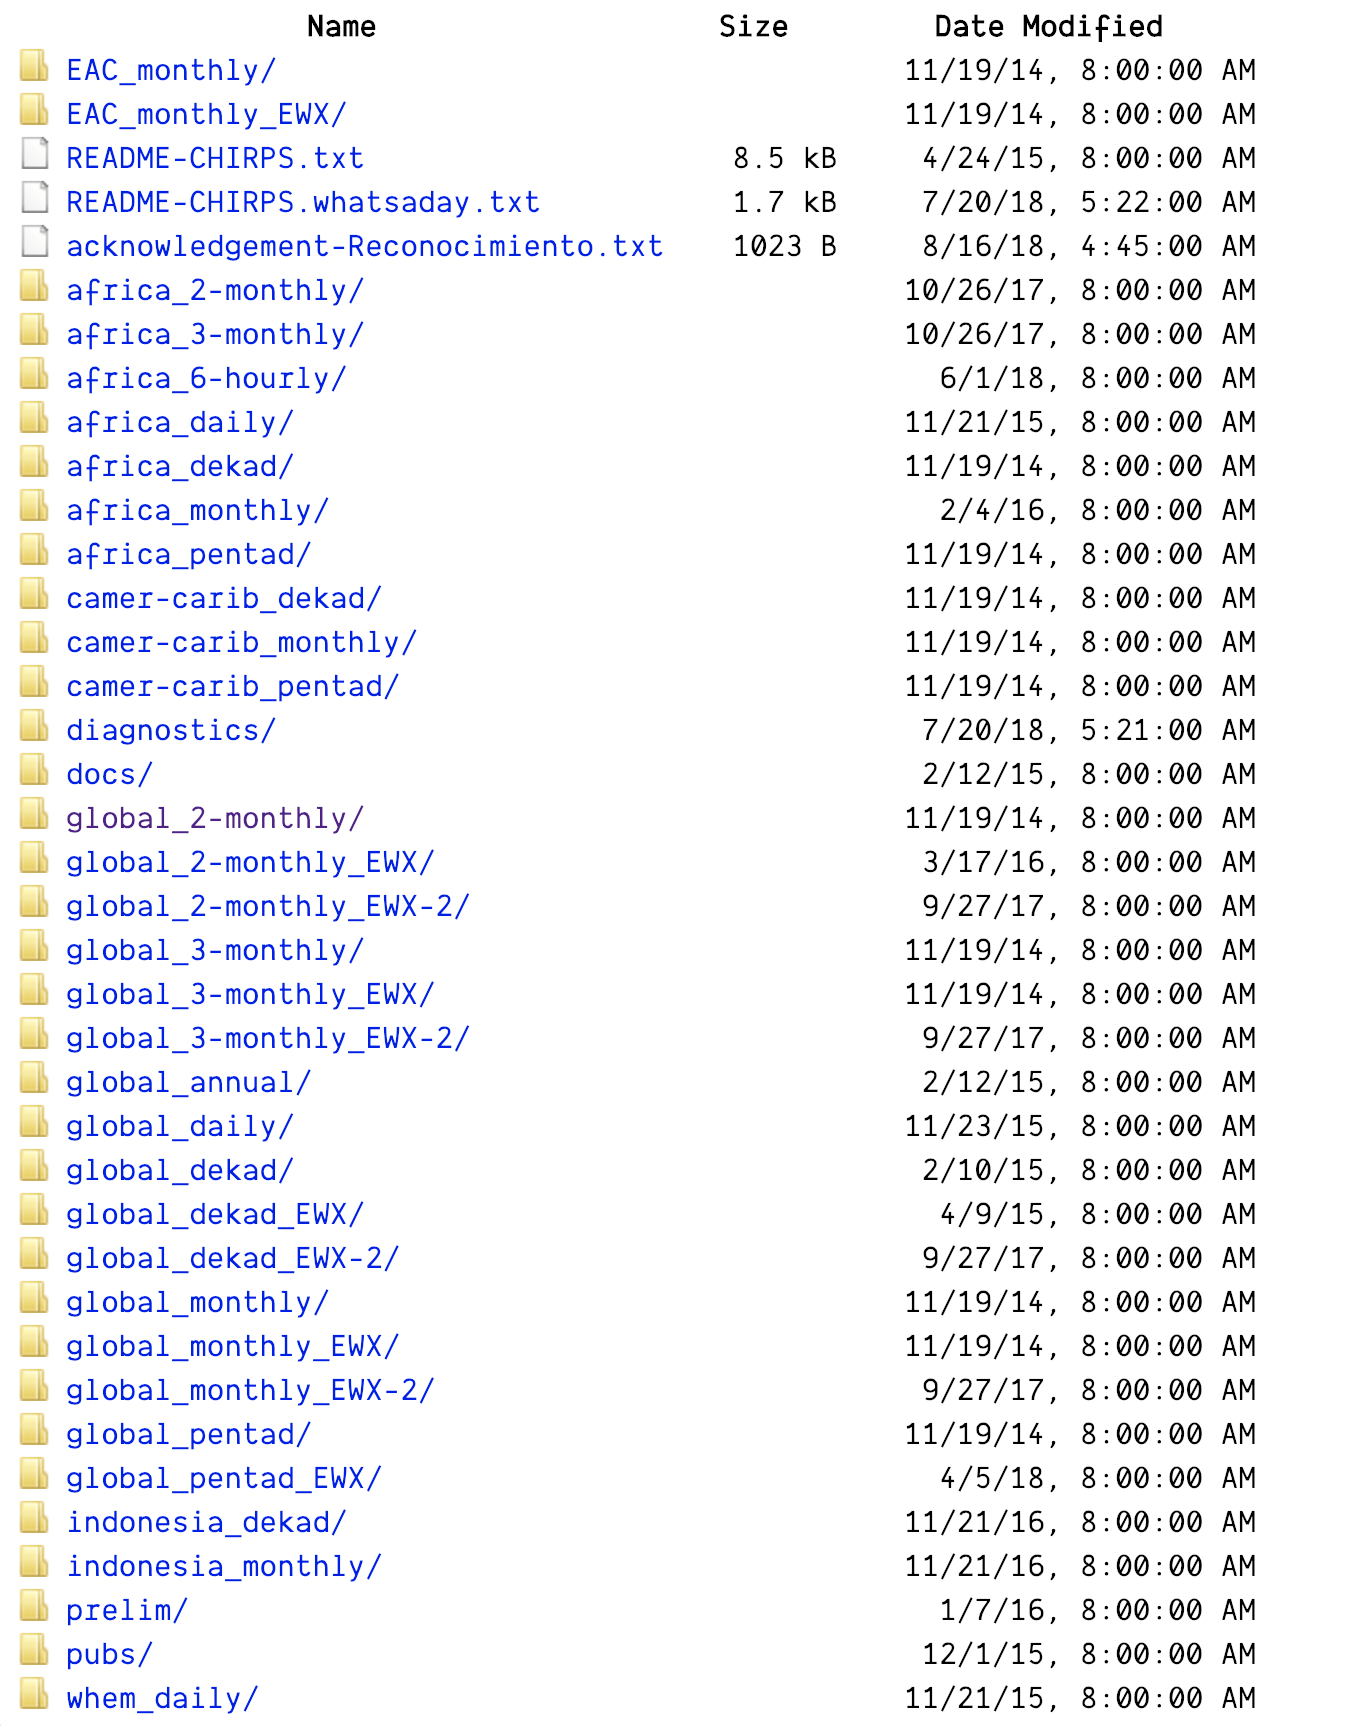 Name Size Date Modified
EAC_monthly/ 11/19/14, 8:00:00 AM
EAC_monthly_EWX/ 11/19/14, 8:00:00 AM
README-CHIRPS.txt 8.5 kB 4/24/15, 8:00:00 AM
README-CHIRPS.whatsaday.txt 1.7 kB 7/20/18, 5:22:00 AM
acknowledgement-Reconocimiento.txt 1023 B 8/16/18, 4:45:00 AM
africa_2-monthly/ 10/26/17, 8:00:00 AM
africa_3-monthly/ 10/26/17, 8:00:00 AM
africa_6-hourly/ 6/1/18, 8:00:00 AM
africa_daily/ 11/21/15, 8:00:00 AM
africa_dekad/ 11/19/14, 8:00:00 AM
africa_monthly/ 2/4/16, 8:00:00 AM
africa_pentad/ 11/19/14, 8:00:00 AM
camer-carib_dekad/ 11/19/14, 8:00:00 AM
camer-carib_monthly/ 11/19/14, 8:00:00 AM
camer-carib_pentad/ 11/19/14, 8:00:00 AM
diagnostics/ 7/20/18, 5:21:00 AM
docs/ 2/12/15, 8:00:00 AM
global_2-monthly/ 11/19/14, 8:00:00 AM
global_2-monthly_EWX/ 3/17/16, 8:00:00 AM
global_2-monthly_EWX-2/ 9/27/17, 8:00:00 AM
global_3-monthly/ 11/19/14, 8:00:00 AM
global_3-monthly_EWX/ 11/19/14, 8:00:00 AM
global_3-monthly_EWX-2/ 9/27/17, 8:00:00 AM
global_annual/ 2/12/15, 8:00:00 AM
global_daily/ 11/23/15, 8:00:00 AM
global_dekad/ 2/10/15, 8:00:00 AM
global_dekad_EWX/ 4/9/15, 8:00:00 AM
global_dekad_EWX-2/ 9/27/17, 8:00:00 AM
global_monthly/ 11/19/14, 8:00:00 AM
global_monthly_EWX/ 11/19/14, 8:00:00 AM
global_monthly_EWX-2/ 9/27/17, 8:00:00 AM
global_pentad/ 11/19/14, 8:00:00 AM
global_pentad_EWX/ 4/5/18, 8:00:00 AM
indonesia_dekad/ 11/21/16, 8:00:00 AM
indonesia_monthly/ 11/21/16, 8:00:00 AM
prelim/ 1/7/16, 8:00:00 AM
pubs/ 12/1/15, 8:00:00 AM
whem_daily/ 11/21/15, 8:00:00 AM